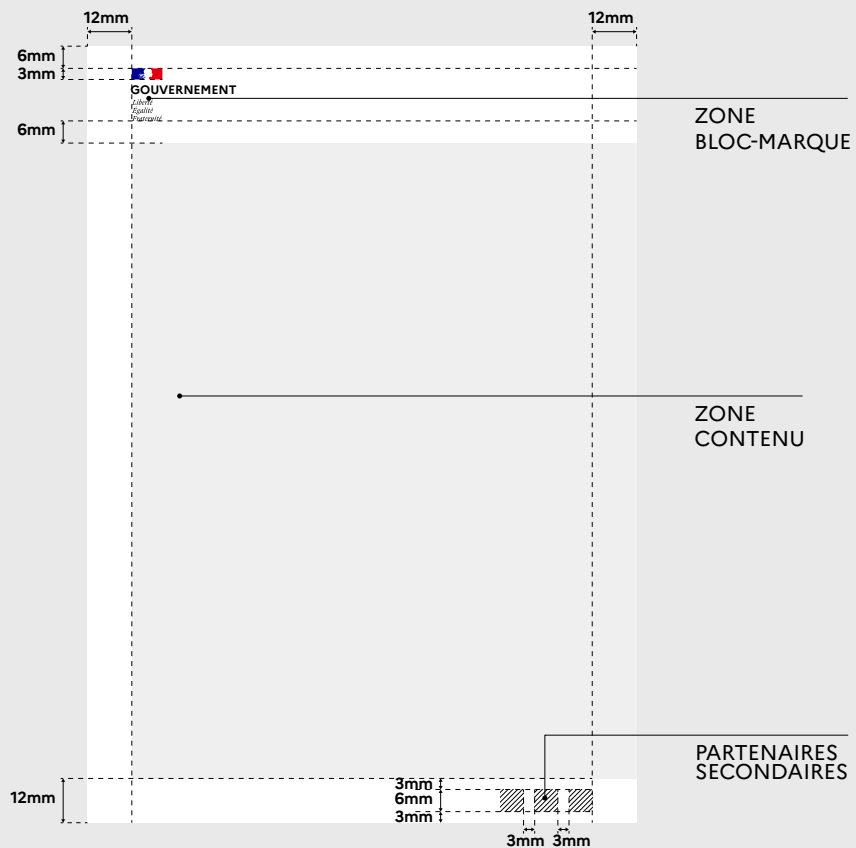 12mm
12mm
6mm
3mm
GOUVERNEMENT
Liberté
Égalité
Fraternité
6mm
ZONE
BLOC-MARQUE
ZONE
CONTENU
PARTENAIRES
SECONDAIRES
12mm
3mm
6mm
3mm
3mm
3mm